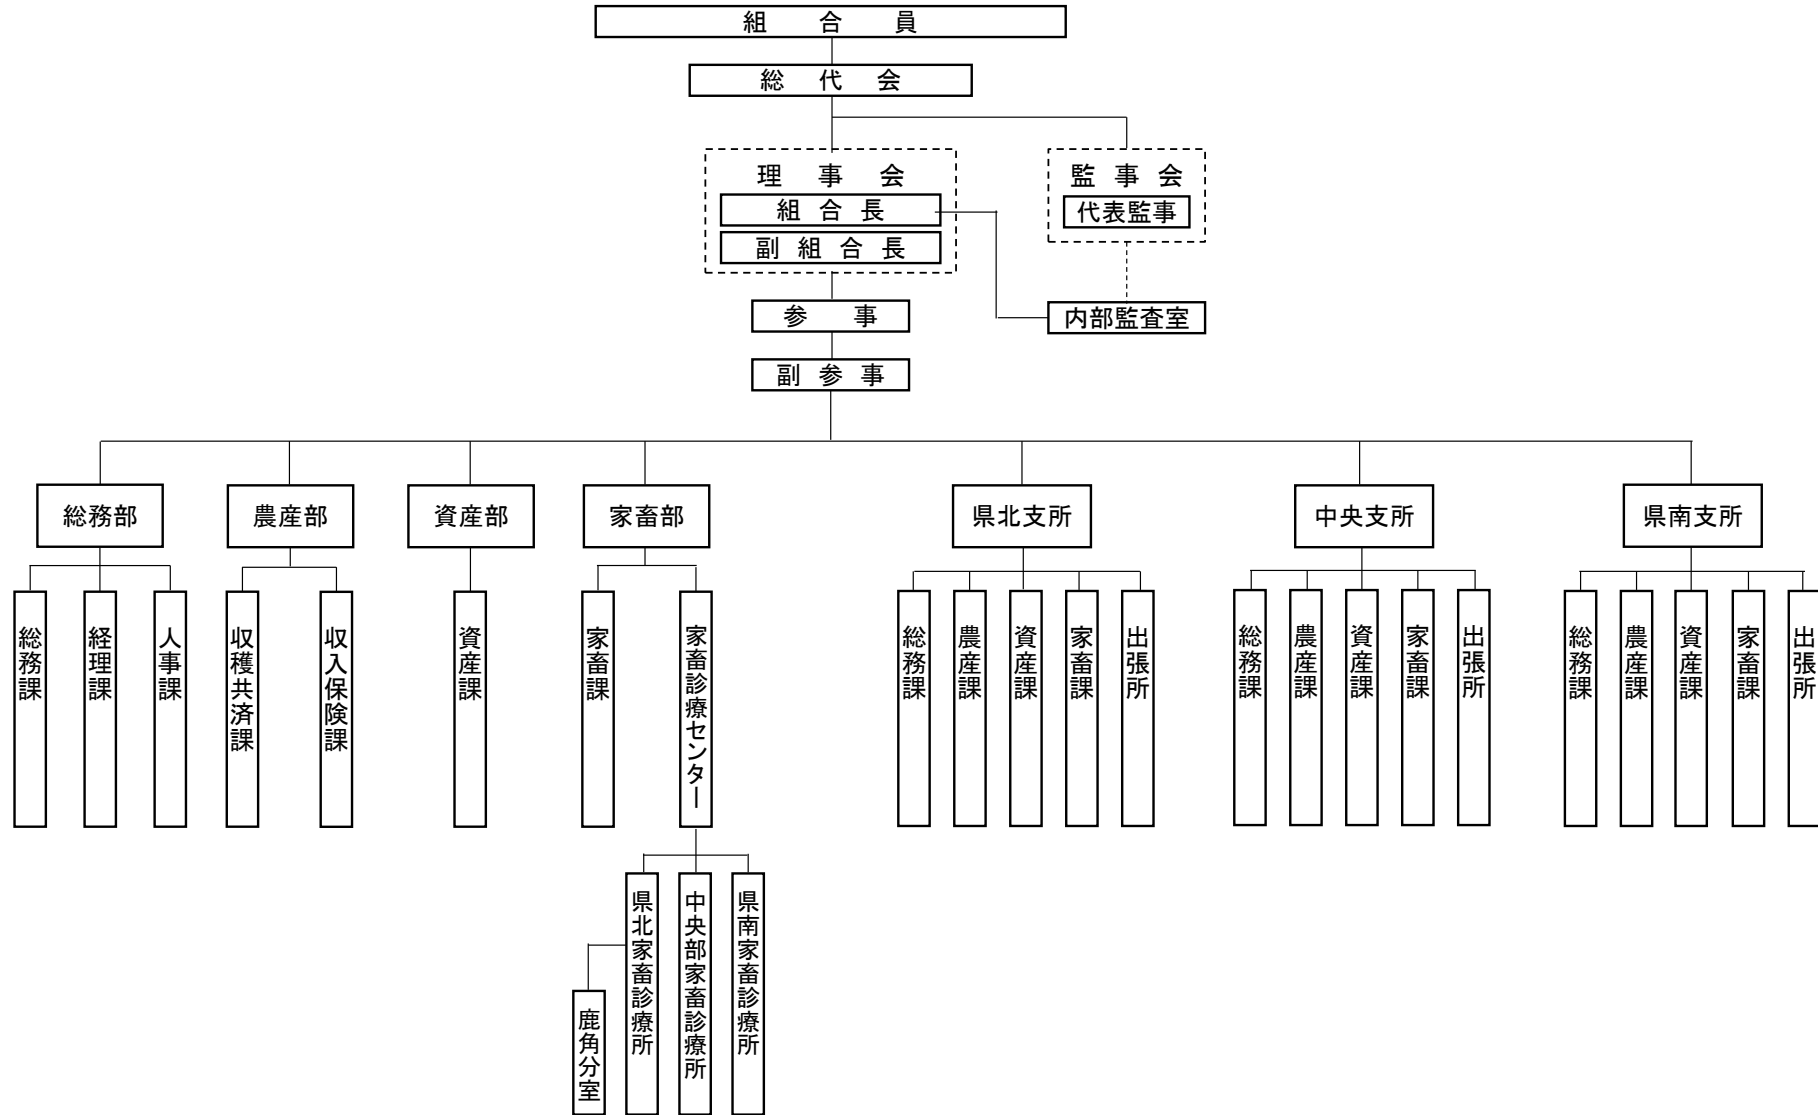 組合員
総代会
理事会
監事会
組合長
代表監事
副組合長
参事
内部監査室
副参事
総務部
農産部
資産部
家畜部
県北支所
中央支所
県南支所
総務課
経理課
人事課
収穫共済課
収入保険課
資産課
家畜課
家畜診療センター
総務課
農産課
資産課
家畜課
出張所
総務課
農産課
資産課
家畜課
出張所
総務課
農産課
資産課
家畜課
出張所
県北家畜診療所
中央部家畜診療所
県南家畜診療所
鹿角分室